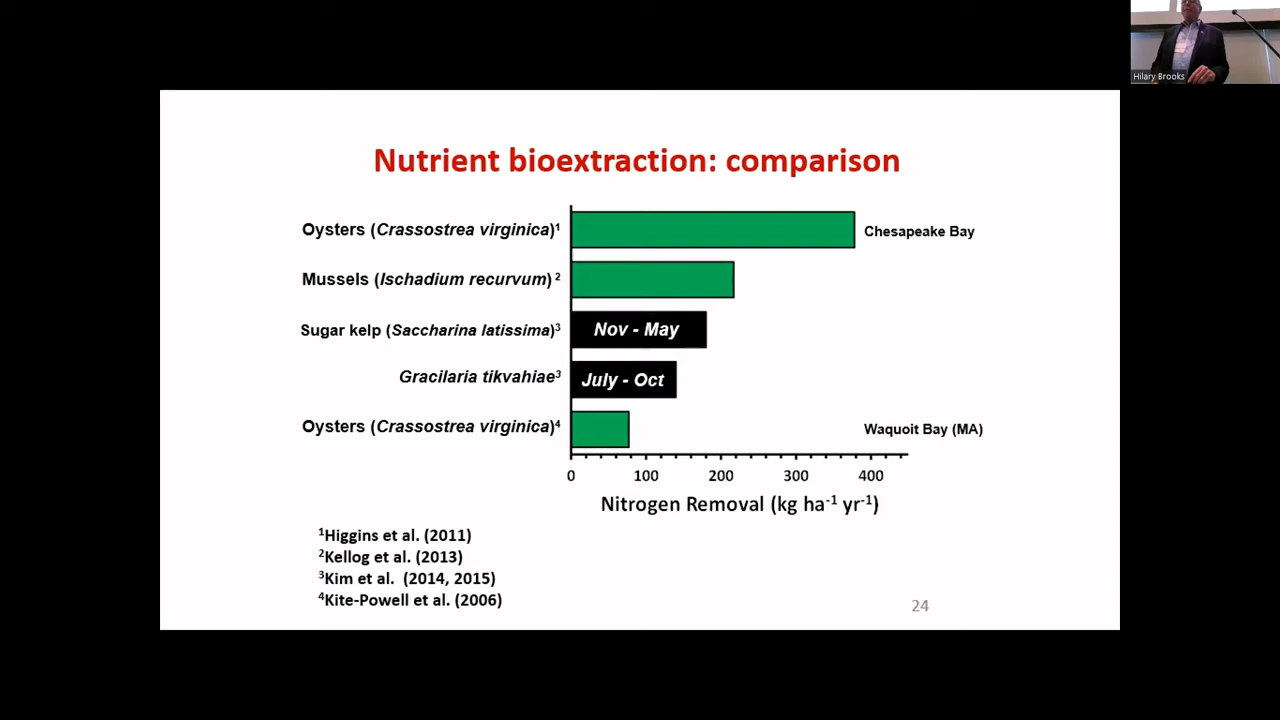 Hilary Brooks
Nutrient bioextraction: comparison
Oysters (Crassostrea virginica)¹
Chesapeake Bay
Mussels (Ischadium recurvum) ²
Sugar kelp (Saccharina latissima)³
Nov - May
Gracilaria tikvahiae³
July - Oct
Oysters (Crassostrea virginica)⁴
Waquoit Bay (MA)
0 100 200 300 400
Nitrogen Removal (kg ha⁻¹ yr⁻¹)
¹Higgins et al. (2011)
²Kellog et al. (2013)
³Kim et al. (2014, 2015)
⁴Kite-Powell et al. (2006)
24